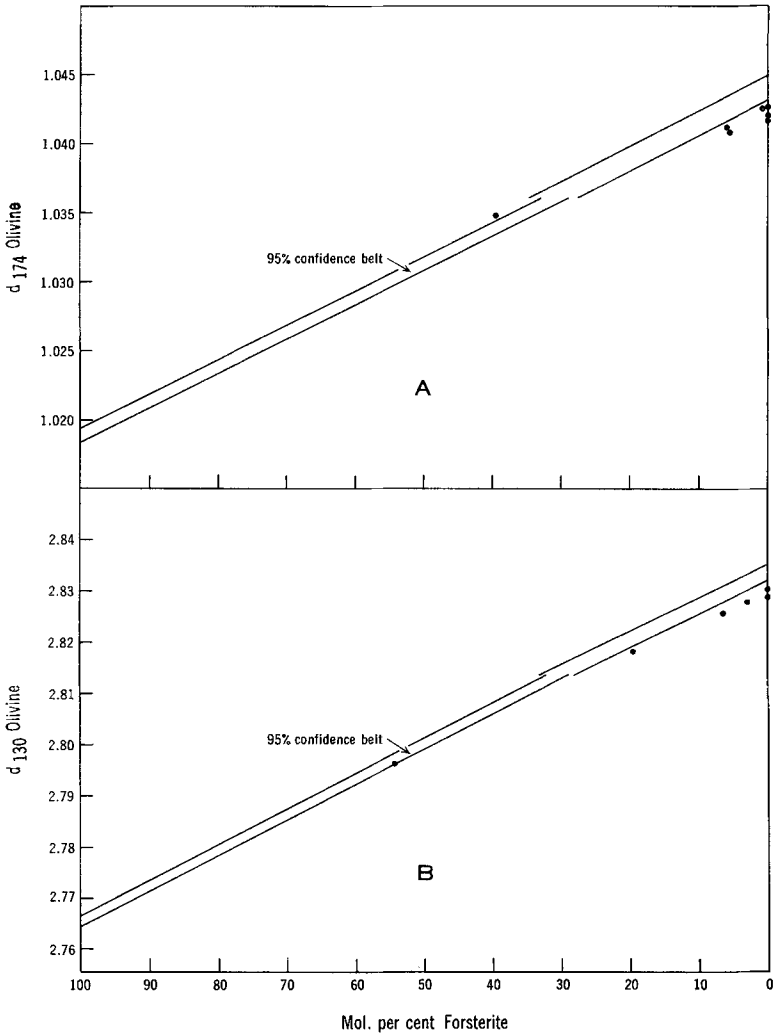 1.045
1.040
1.035
1.030
1.025
1.020
d 174 Olivine
95% confidence belt
A
2.84
2.83
2.82
2.81
2.80
2.79
2.78
2.77
2.76
d 130 Olivine
95% confidence belt
B
100 90 80 70 60 50 40 30 20 10 0
Mol. per cent Forsterite